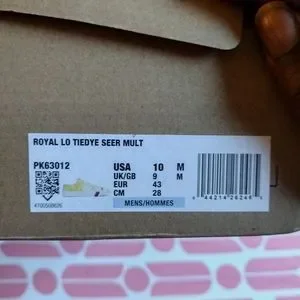 ROYAL LO TIEDYE SEER MULT
PK63012
USA 10 M
UK/GB 9 M
EUR 43
CM 28
MENS/HOMMES